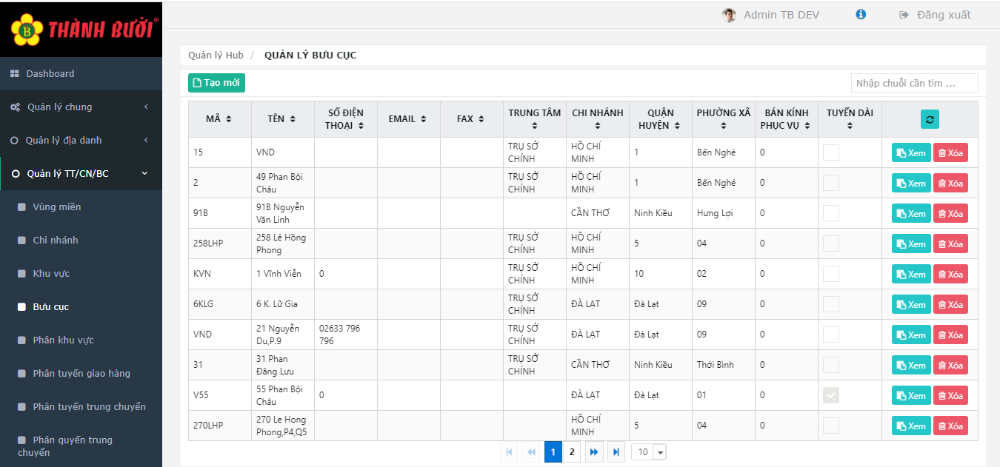 THÀNH BƯỞI®
B
Admin TB DEV
Đăng xuất
Dashboard
Quản lý chung
Quản lý địa danh
Quản lý TT/CN/BC
Vùng miền
Chi nhánh
Khu vực
Bưu cục
Phân khu vực
Phân tuyến giao hàng
Phân tuyến trung chuyển
Phân quyến trung
chuyển
Quản lý Hub / QUẢN LÝ BƯU CỤC
Tạo mới
Nhập chuỗi cần tìm ...
MÃ TÊN SỐ ĐIỆN THOẠI EMAIL FAX TRUNG TÂM CHI NHÁNH QUẬN HUYỆN PHƯỜNG XÃ BÁN KÍNH PHỤC VỤ TUYẾN DÀI
15 VND TRỤ SỞ CHÍNH HỒ CHÍ MINH 1 Bến Nghé 0 Xem Xóa
2 49 Phan Bội Châu TRỤ SỞ CHÍNH HỒ CHÍ MINH 1 Bến Nghé 0 Xem Xóa
91B 91B Nguyễn Văn Linh CẦN THƠ Ninh Kiều Hưng Lợi 0 Xem Xóa
258LHP 258 Lê Hồng Phong TRỤ SỞ CHÍNH HỒ CHÍ MINH 5 04 0 Xem Xóa
KVN 1 Vĩnh Viễn 0 TRỤ SỞ CHÍNH HỒ CHÍ MINH 10 02 0 Xem Xóa
6KLG 6 K. Lữ Gia TRỤ SỞ CHÍNH ĐÀ LẠT Đà Lạt 09 0 Xem Xóa
VND 21 Nguyễn Du,P.9 02633 796 796 TRỤ SỞ CHÍNH ĐÀ LẠT Đà Lạt 09 0 Xem Xóa
31 31 Phan Đăng Lưu TRỤ SỞ CHÍNH CẦN THƠ Ninh Kiều Thới Bình 0 Xem Xóa
V55 55 Phan Bội Châu 0 ĐÀ LẠT Đà Lạt 01 0 Xem Xóa
270LHP 270 Le Hong Phong,P4,Q5 HỒ CHÍ MINH 5 04 0 Xem Xóa
1 2 10